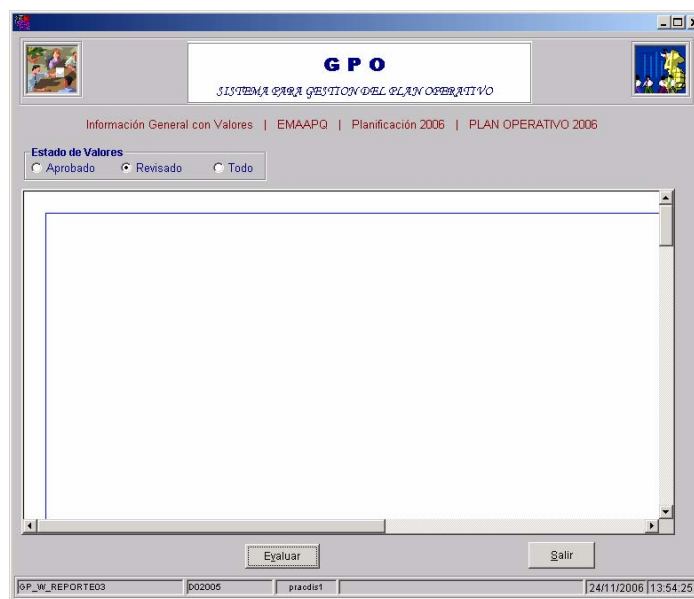 G P O
SISTEMA PARA GESTION DEL PLAN OPERATIVO
Información General con Valores | EMAAPQ | Planificación 2006 | PLAN OPERATIVO 2006
Estado de Valores
Aprobado Revisado Todo
Evaluar Salir
GP_W_REPORTE03 D02005 pracdis1 24/11/2006 13:54:25